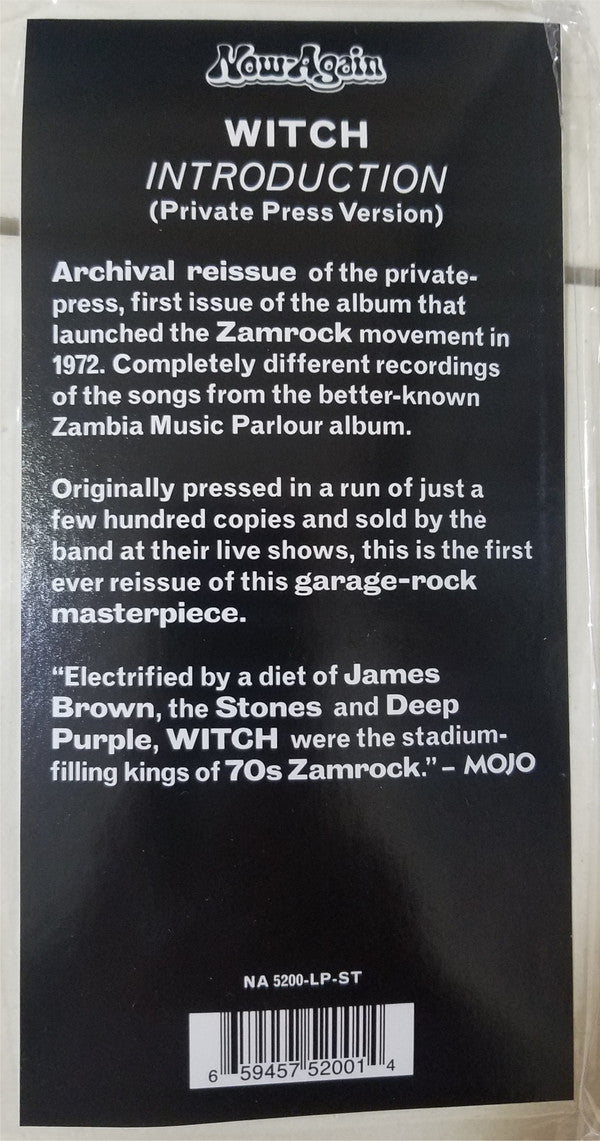 Now-Again
WITCH
INTRODUCTION
(Private Press Version)
Archival reissue of the private-
press, first issue of the album that
launched the Zamrock movement in
1972. Completely different recordings
of the songs from the better-known
Zambia Music Parlour album.
Originally pressed in a run of just a
few hundred copies and sold by the
band at their live shows, this is the first
ever reissue of this garage-rock
masterpiece.
“Electrified by a diet of James
Brown, the Stones and Deep
Purple, WITCH were the stadium-
filling kings of 70s Zamrock.” – MOJO
NA 5200-LP-ST
6 59457 52001 4